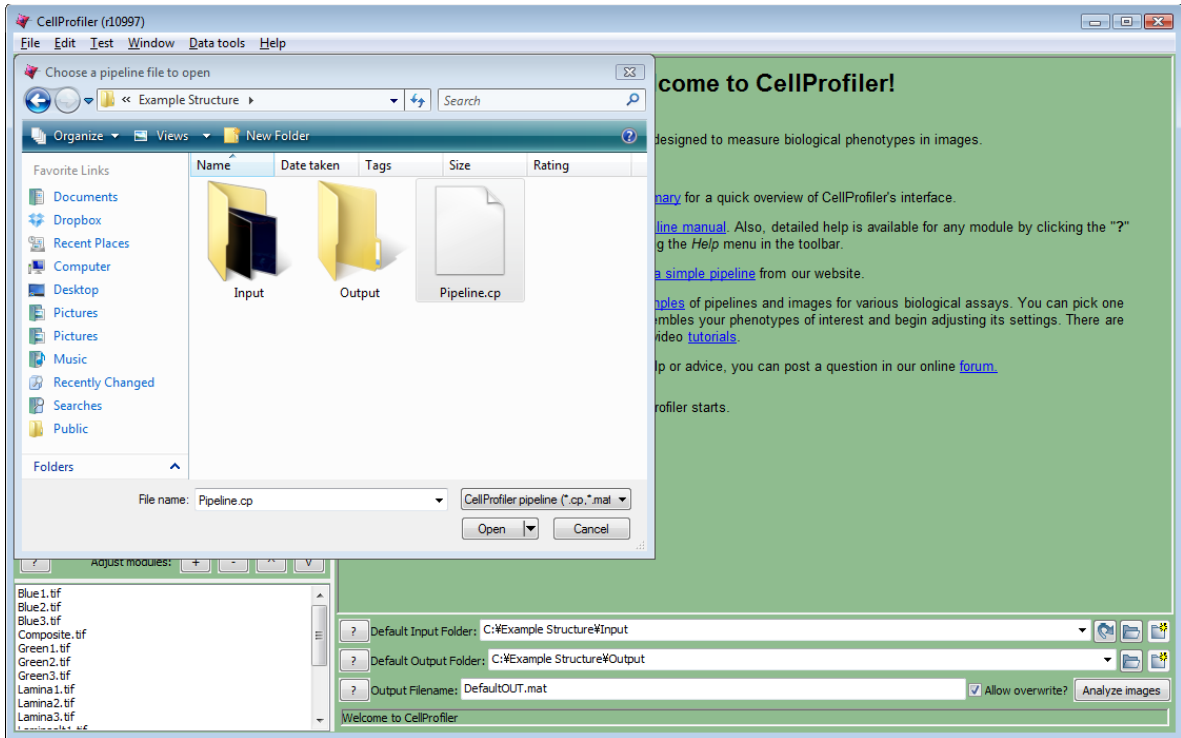 CellProfiler (r10997)
File Edit Test Window Data tools Help
Choose a pipeline file to open
« Example Structure
Search
Organize Views New Folder
Favorite Links
Documents
Dropbox
Recent Places
Computer
Desktop
Pictures
Pictures
Music
Recently Changed
Searches
Public
Folders
Name Date taken Tags Size Rating
Input Output Pipeline.cp
File name: Pipeline.cp
CellProfiler pipeline (*.cp,*.mat
Open Cancel
come to CellProfiler!
designed to measure biological phenotypes in images.
mary for a quick overview of CellProfiler's interface.
line manual. Also, detailed help is available for any module by clicking the "?"
g the Help menu in the toolbar.
a simple pipeline from our website.
mples of pipelines and images for various biological assays. You can pick one
embles your phenotypes of interest and begin adjusting its settings. There are
video tutorials.
lp or advice, you can post a question in our online forum.
rofiler starts.
? Adjust modules: + - ^ v
Blue1.tif
Blue2.tif
Blue3.tif
Composite.tif
Green1.tif
Green2.tif
Green3.tif
Lamina1.tif
Lamina2.tif
Lamina3.tif
? Default Input Folder: C:¥Example Structure¥Input
? Default Output Folder: C:¥Example Structure¥Output
? Output Filename: DefaultOUT.mat
Allow overwrite? Analyze images
Welcome to CellProfiler